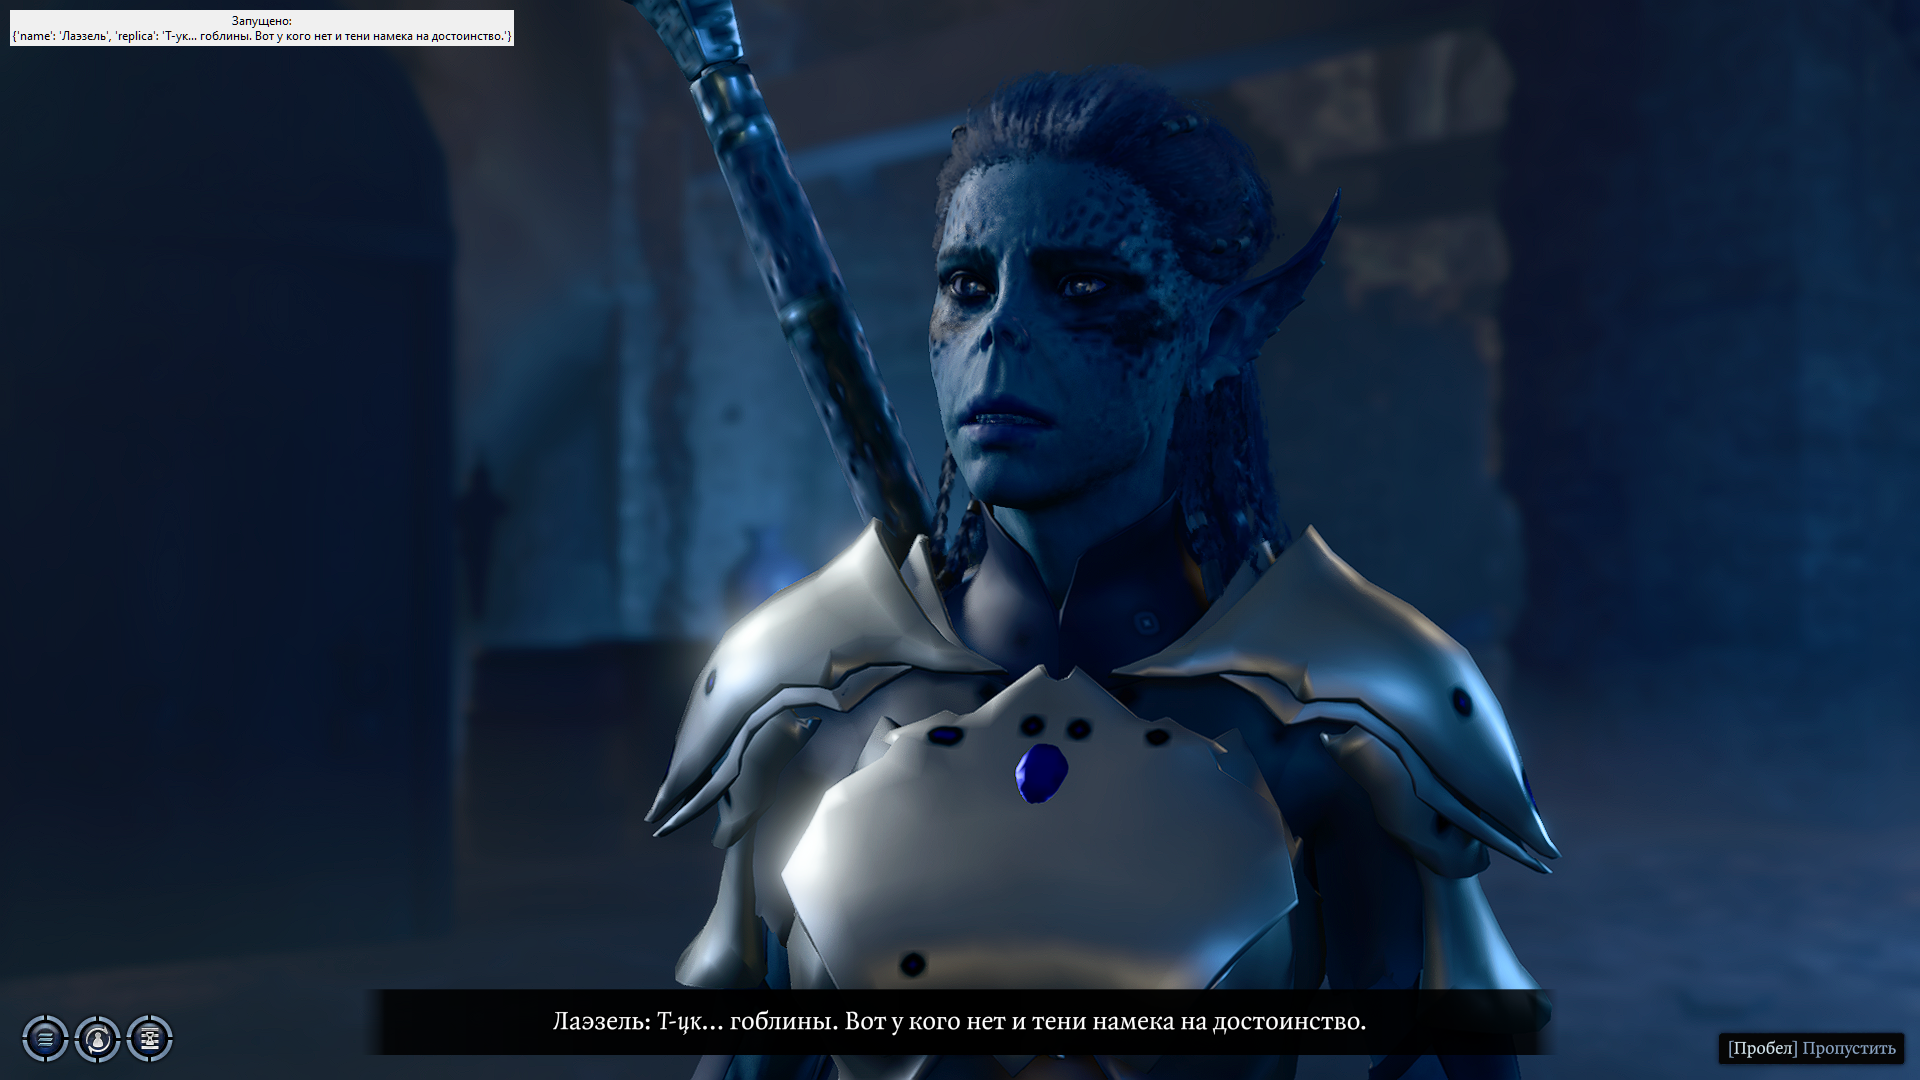 Запущено:
{'name': 'Лаэзель', 'replica': 'Т-ук... гоблины. Вот у кого нет и тени намека на достоинство.'}
Лаэзель: Т-цк... гоблины. Вот у кого нет и тени намека на достоинство.
[Пробел] Пропустить